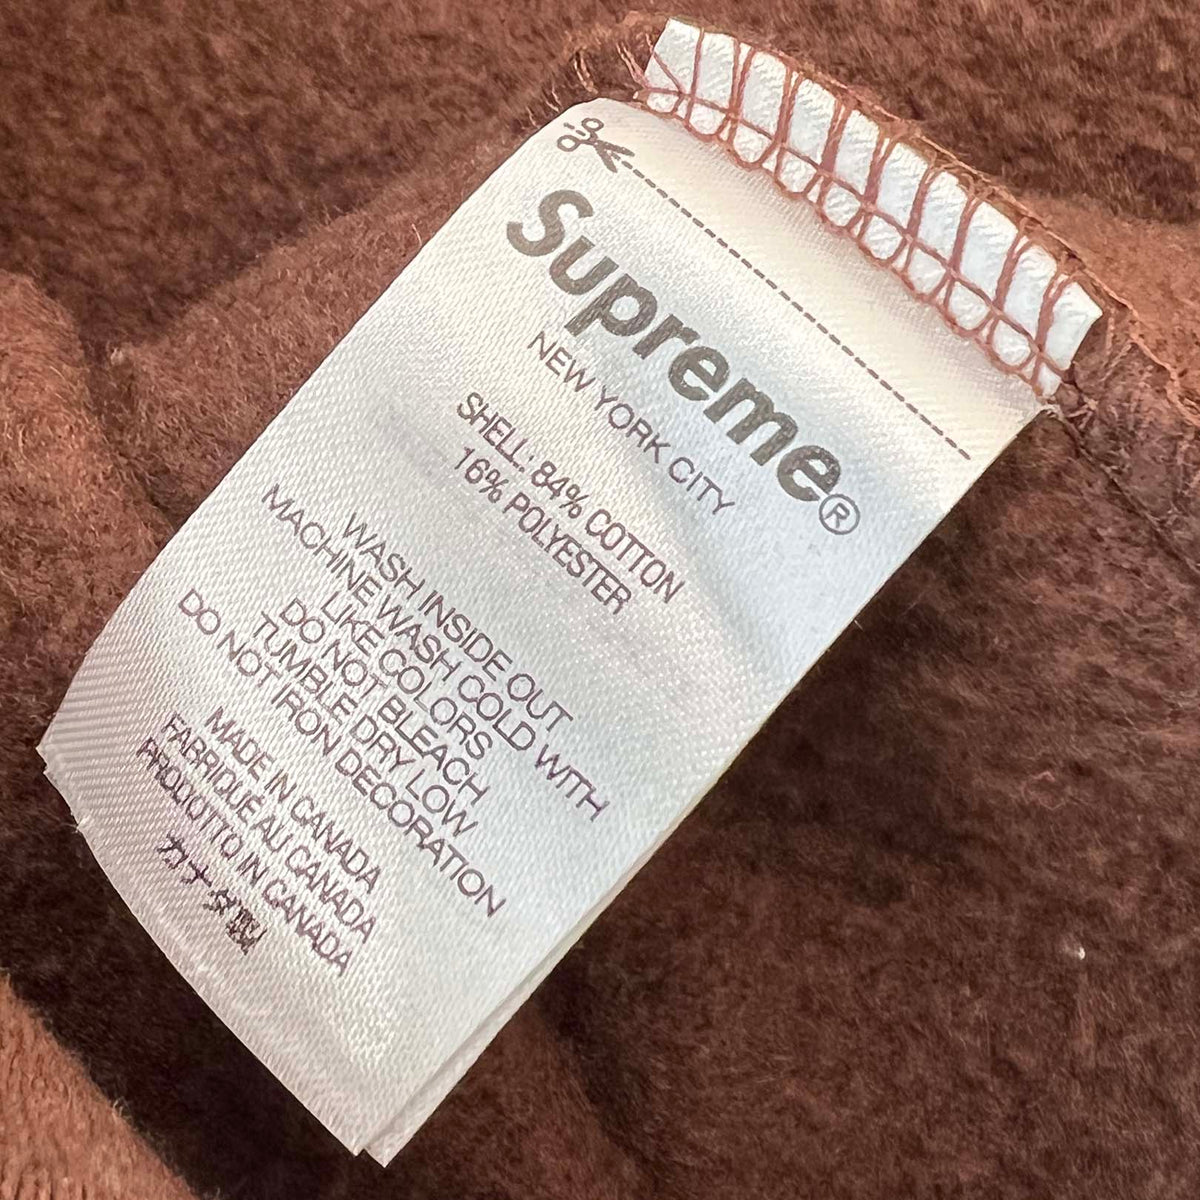 Supreme®
NEW YORK CITY
SHELL: 84% COTTON
16% POLYESTER
WASH INSIDE OUT
MACHINE WASH COLD WITH
LIKE COLORS
DO NOT BLEACH
TUMBLE DRY LOW
DO NOT IRON DECORATION
MADE IN CANADA
FABRIQUÉ AU CANADA
PRODOTTO IN CANADA
カナダ製